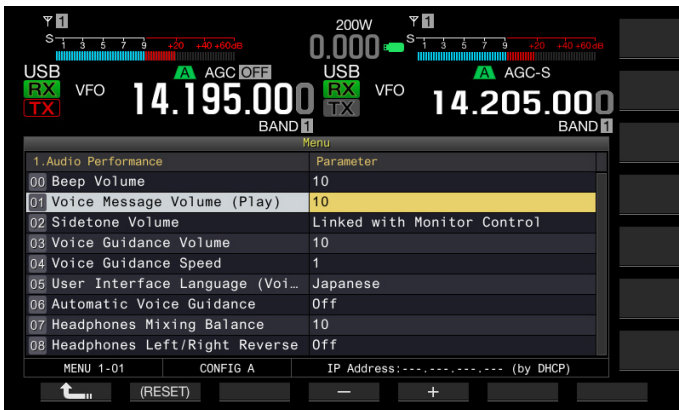 1 200W 1
S 1 3 5 7 9 +20 +40 +60dB 0.000 S 1 3 5 7 9 +20 +40 +60dB
USB A AGC OFF USB A AGC-S
RX TX VFO 14.195.000 RX TX VFO 14.205.000
BAND 1 BAND 1
Menu
1.Audio Performance Parameter
00 Beep Volume 10
01 Voice Message Volume (Play) 10
02 Sidetone Volume Linked with Monitor Control
03 Voice Guidance Volume 10
04 Voice Guidance Speed 1
05 User Interface Language (Voi… Japanese
06 Automatic Voice Guidance Off
07 Headphones Mixing Balance 10
08 Headphones Left/Right Reverse Off
MENU 1-01 CONFIG A IP Address:---.---.---.--- (by DHCP)
(RESET) − +